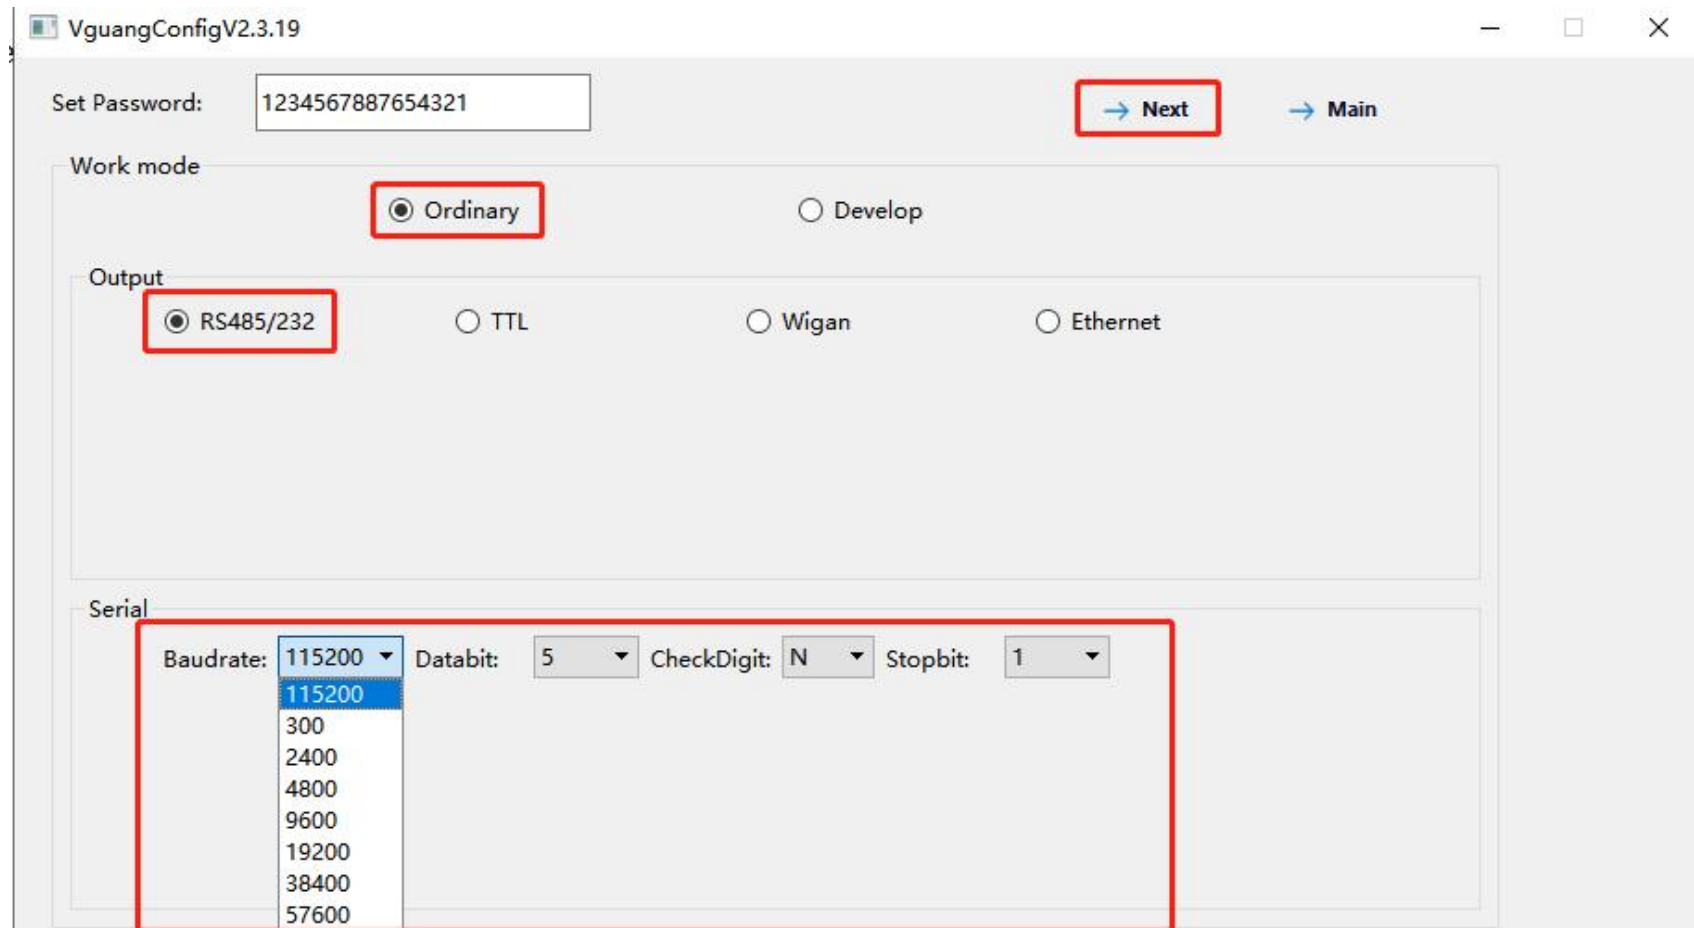 VguangConfigV2.3.19
Set Password: 1234567887654321 → Next → Main
Work mode
Ordinary Develop
Output
RS485/232 TTL Wigan Ethernet
Serial
Baudrate: 115200 Databit: 5 CheckDigit: N Stopbit: 1
115200
300
2400
4800
9600
19200
38400
57600